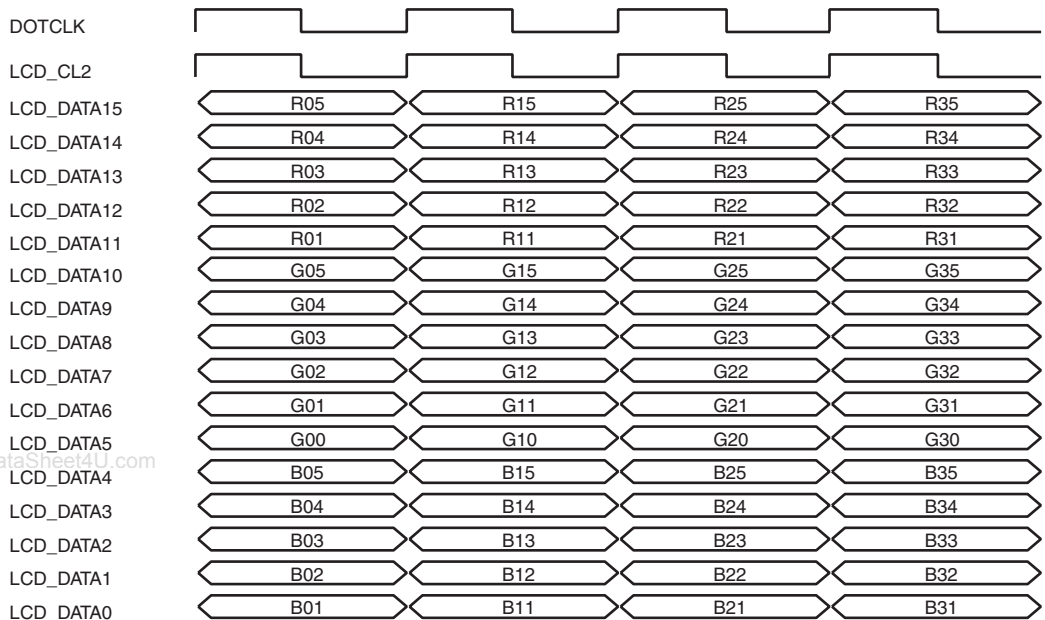 DOTCLK
LCD_CL2
LCD_DATA15 R05 R15 R25 R35
LCD_DATA14 R04 R14 R24 R34
LCD_DATA13 R03 R13 R23 R33
LCD_DATA12 R02 R12 R22 R32
LCD_DATA11 R01 R11 R21 R31
LCD_DATA10 G05 G15 G25 G35
LCD_DATA9 G04 G14 G24 G34
LCD_DATA8 G03 G13 G23 G33
LCD_DATA7 G02 G12 G22 G32
LCD_DATA6 G01 G11 G21 G31
LCD_DATA5 G00 G10 G20 G30
ataSheet4U.com
LCD_DATA4 B05 B15 B25 B35
LCD_DATA3 B04 B14 B24 B34
LCD_DATA2 B03 B13 B23 B33
LCD_DATA1 B02 B12 B22 B32
LCD_DATA0 B01 B11 B21 B31